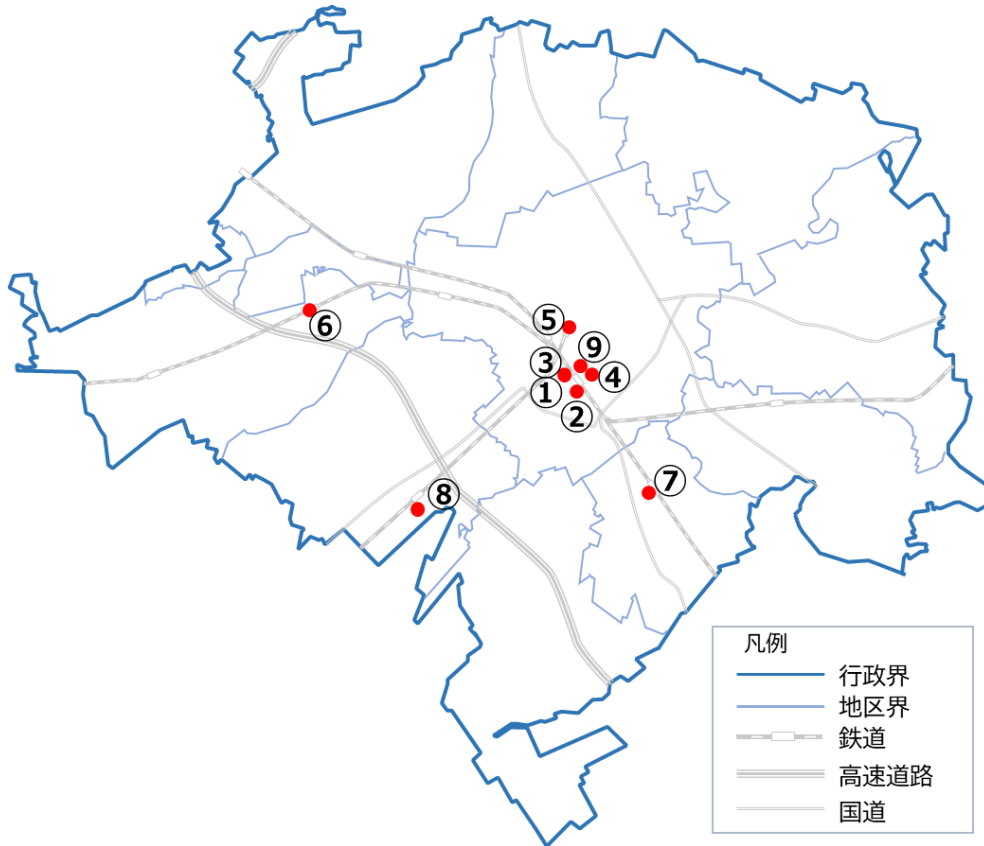 ⑤
⑨
③
④
⑥
①
②
⑦
⑧
凡例
行政界
地区界
鉄道
高速道路
国道